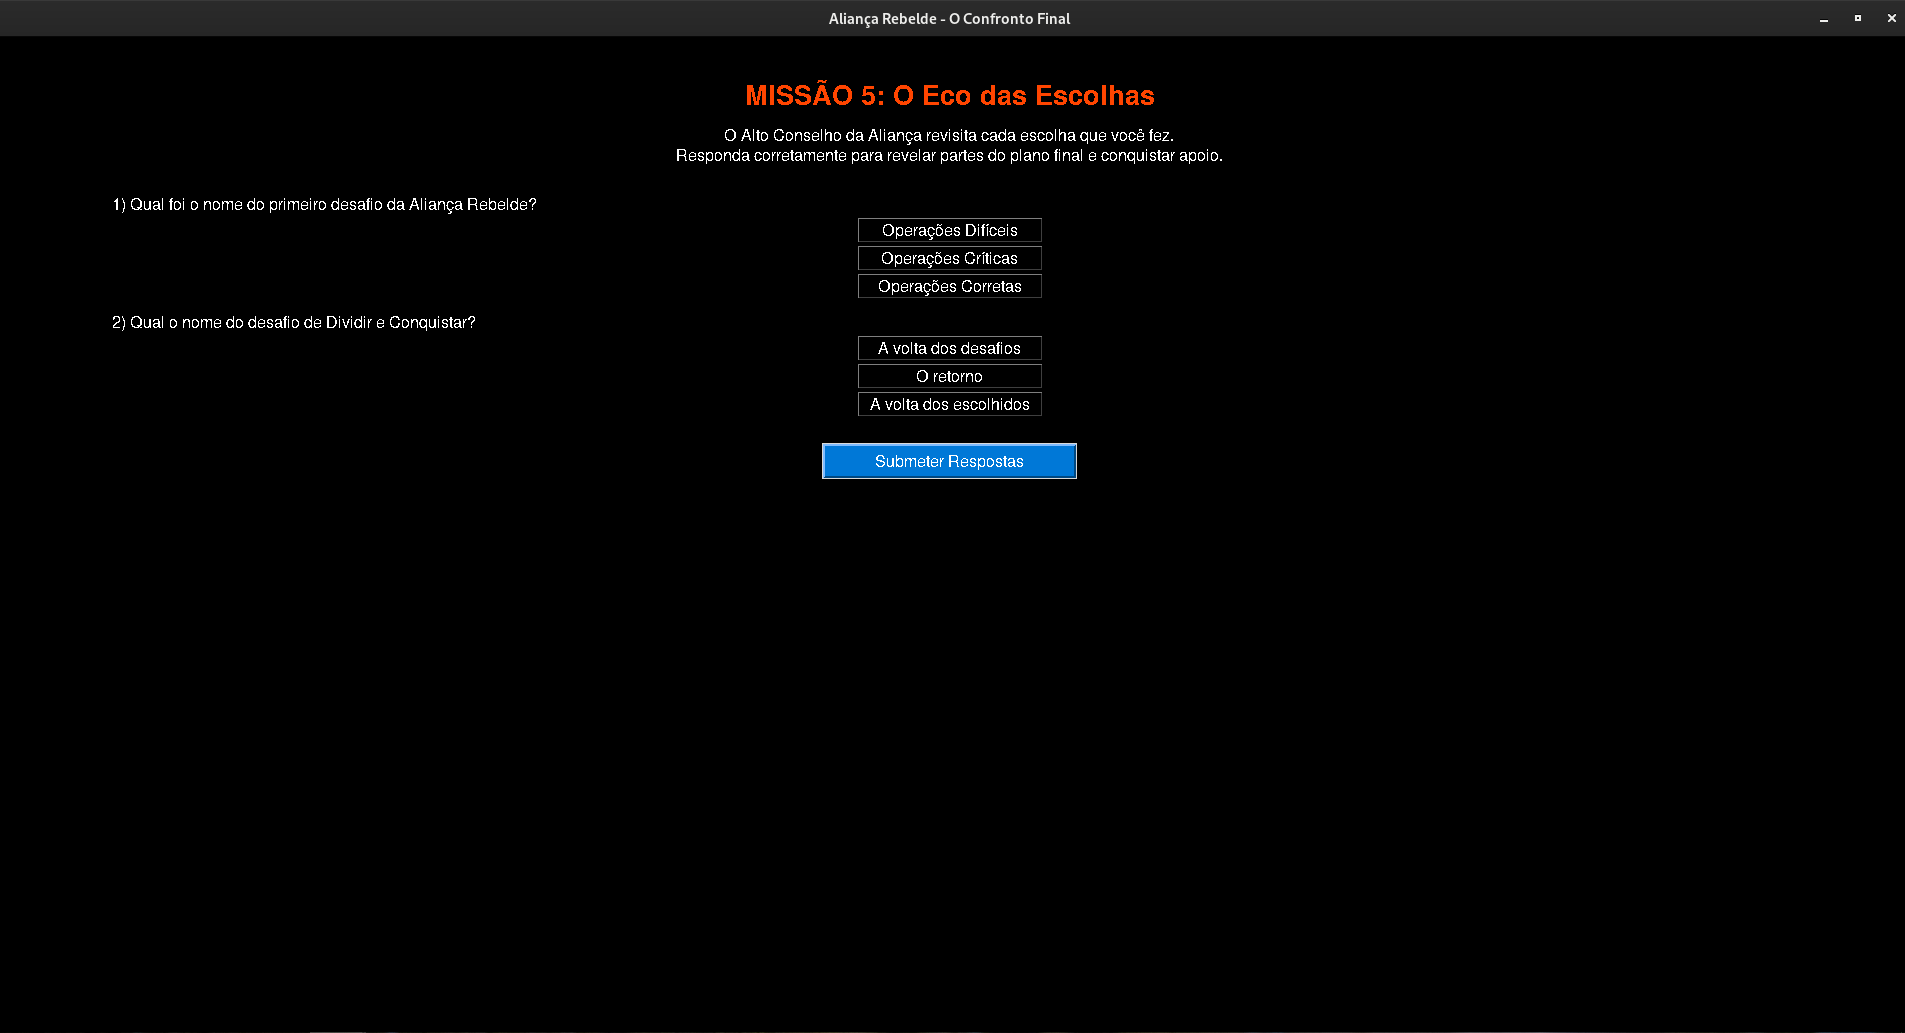 Aliança Rebelde - O Confronto Final
MISSÃO 5: O Eco das Escolhas
O Alto Conselho da Aliança revisita cada escolha que você fez.
Responda corretamente para revelar partes do plano final e conquistar apoio.
1) Qual foi o nome do primeiro desafio da Aliança Rebelde?
Operações Difíceis
Operações Críticas
Operações Corretas
2) Qual o nome do desafio de Dividir e Conquistar?
A volta dos desafios
O retorno
A volta dos escolhidos
Submeter Respostas